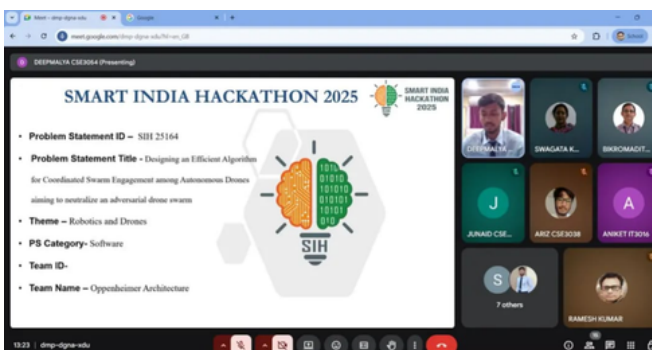 Meet - dmp-dgna-xdu
Google
meet.google.com/dmp-dgna-xdu?hl=en_GB
School
DEEPMALYA CSE3054 (Presenting)
SMART INDIA HACKATHON 2025
SMART INDIA
HACKATHON
2025
• Problem Statement ID – SIH 25164
• Problem Statement Title - Designing an Efficient Algorithm
for Coordinated Swarm Engagement among Autonomous Drones
aiming to neutralize an adversarial drone swarm
• Theme – Robotics and Drones
• PS Category- Software
• Team ID-
• Team Name – Oppenheimer Architecture
SIH
DEEPMALYA...
SWAGATA K...
BIKROMADIT...
J
A
JUNAID CSE...
ARIZ CSE3038
ANIKET IT3016
S
7 others
RAMESH KUMAR
13:23 | dmp-dgna-xdu